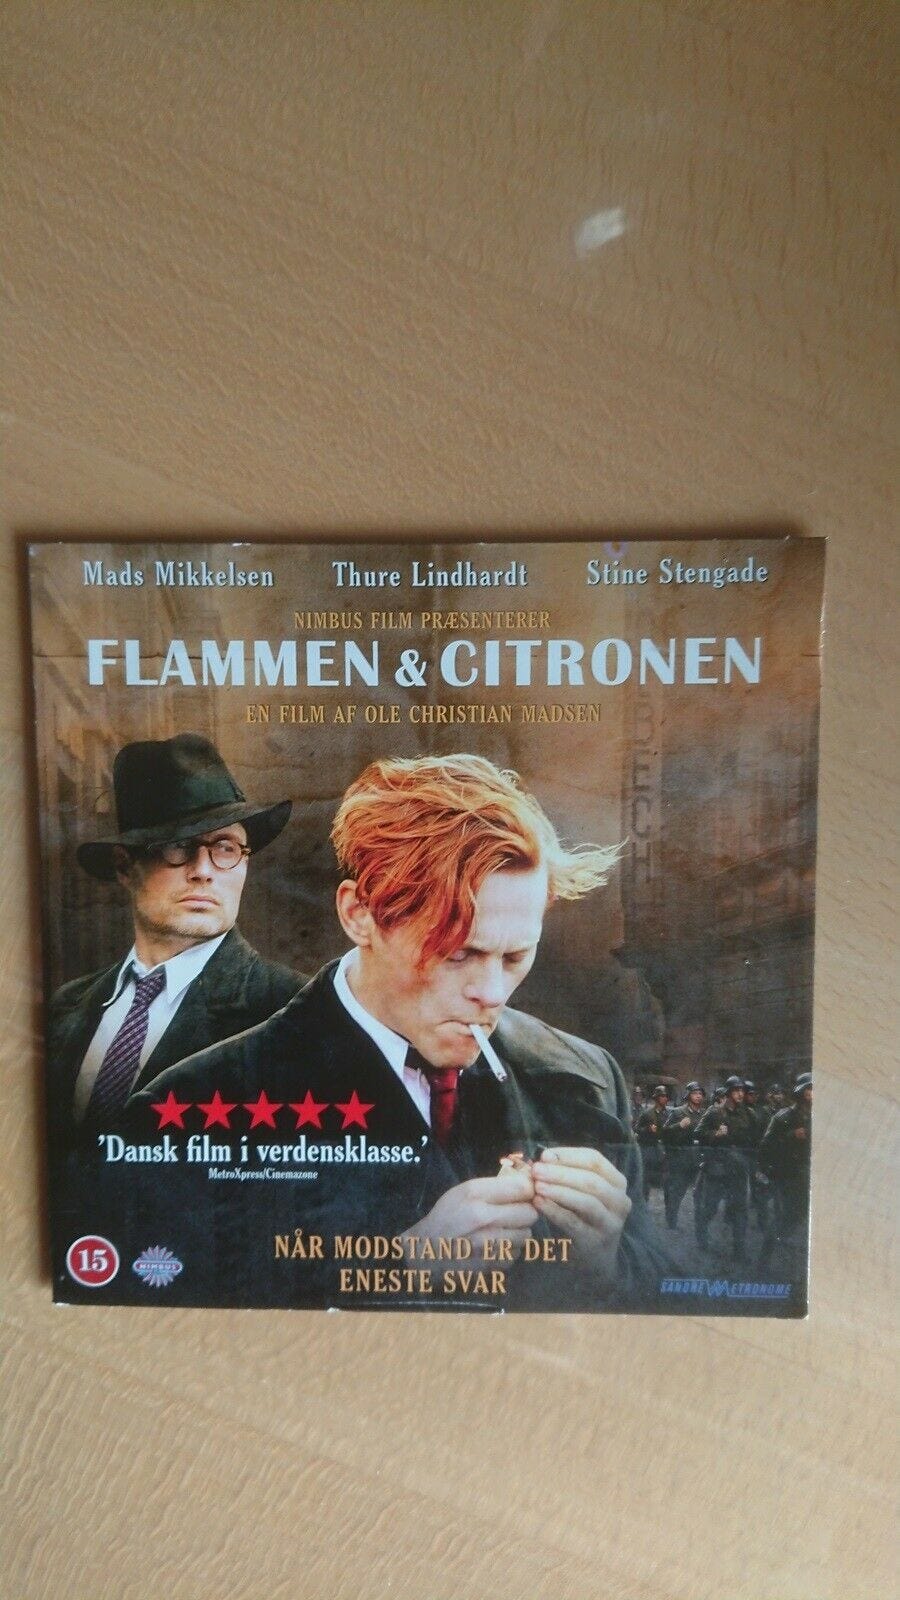 Mads Mikkelsen Thure Lindhardt Stine Stengade
NIMBUS FILM PRÆSENTERER
FLAMMEN & CITRONEN
EN FILM AF OLE CHRISTIAN MADSEN
★★★★★
'Dansk film i verdensklasse.'
MetroXpress/Cinemazone
NÅR MODSTAND ER DET
ENESTE SVAR
15
NIMBUS
SANDREW METRONOME